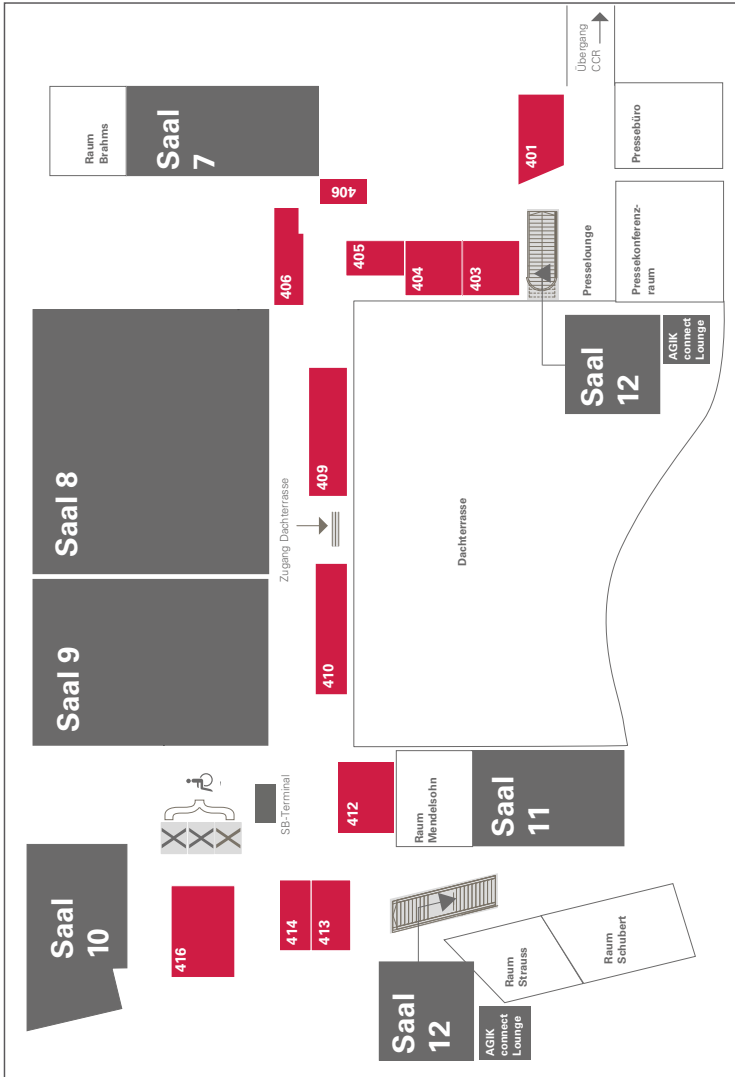 Übergang
CCR
Raum
Brahms
Saal
7
401
Pressebüro
406
406
405
404
403
Presselounge
Pressekonferenz-
raum
Saal 8
409
Zugang Dachterrasse
Saal
12
AGIK
connect
Lounge
Dachterrasse
Saal 9
410
SB-Terminal
412
Raum
Mendelsohn
Saal
11
Saal
10
416
414
413
Raum
Strauss
Raum
Schubert
Saal
12
AGIK
connect
Lounge